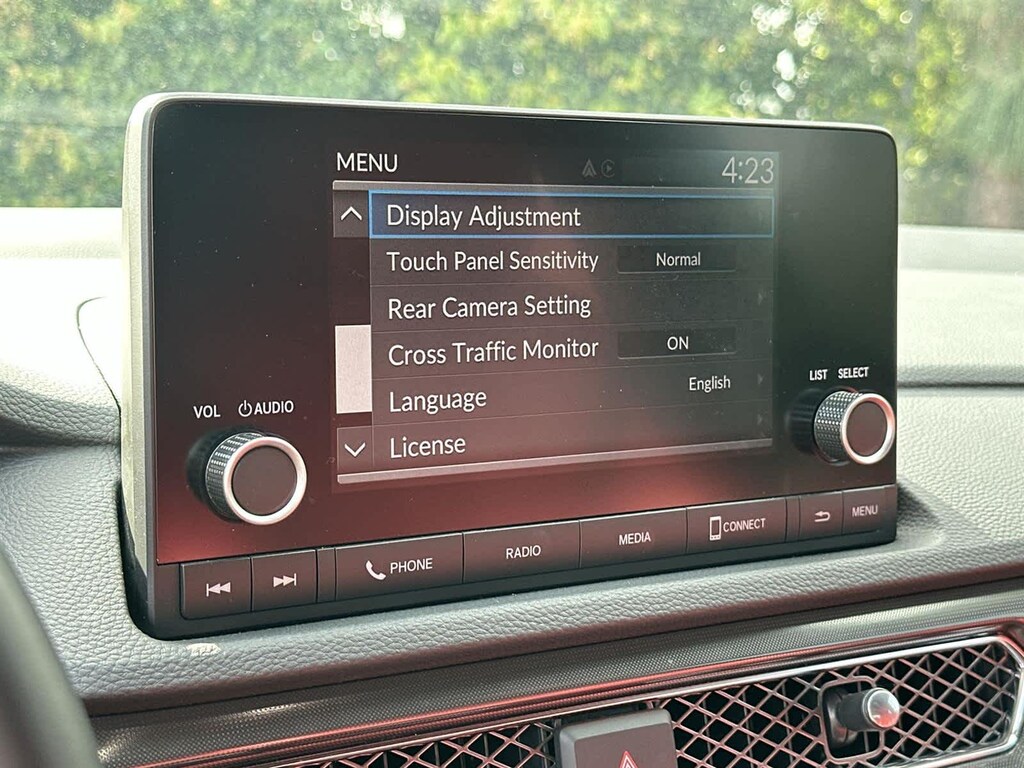 MENU 4:23
Display Adjustment
Touch Panel Sensitivity Normal
Rear Camera Setting
Cross Traffic Monitor ON
Language English
License
VOL AUDIO
LIST SELECT
PHONE RADIO MEDIA CONNECT MENU